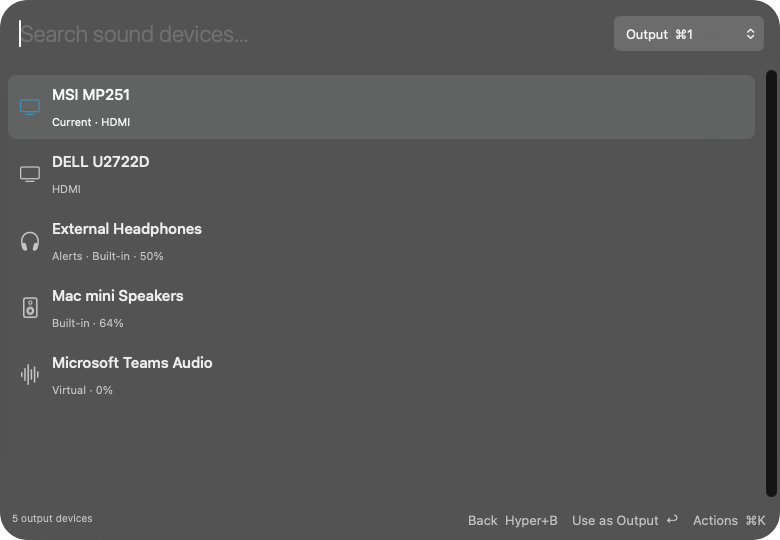 Search sound devices...
Output ⌘1
MSI MP251
Current · HDMI
DELL U2722D
HDMI
External Headphones
Alerts · Built-in · 50%
Mac mini Speakers
Built-in · 64%
Microsoft Teams Audio
Virtual · 0%
5 output devices
Back Hyper+B Use as Output ↩ Actions ⌘K